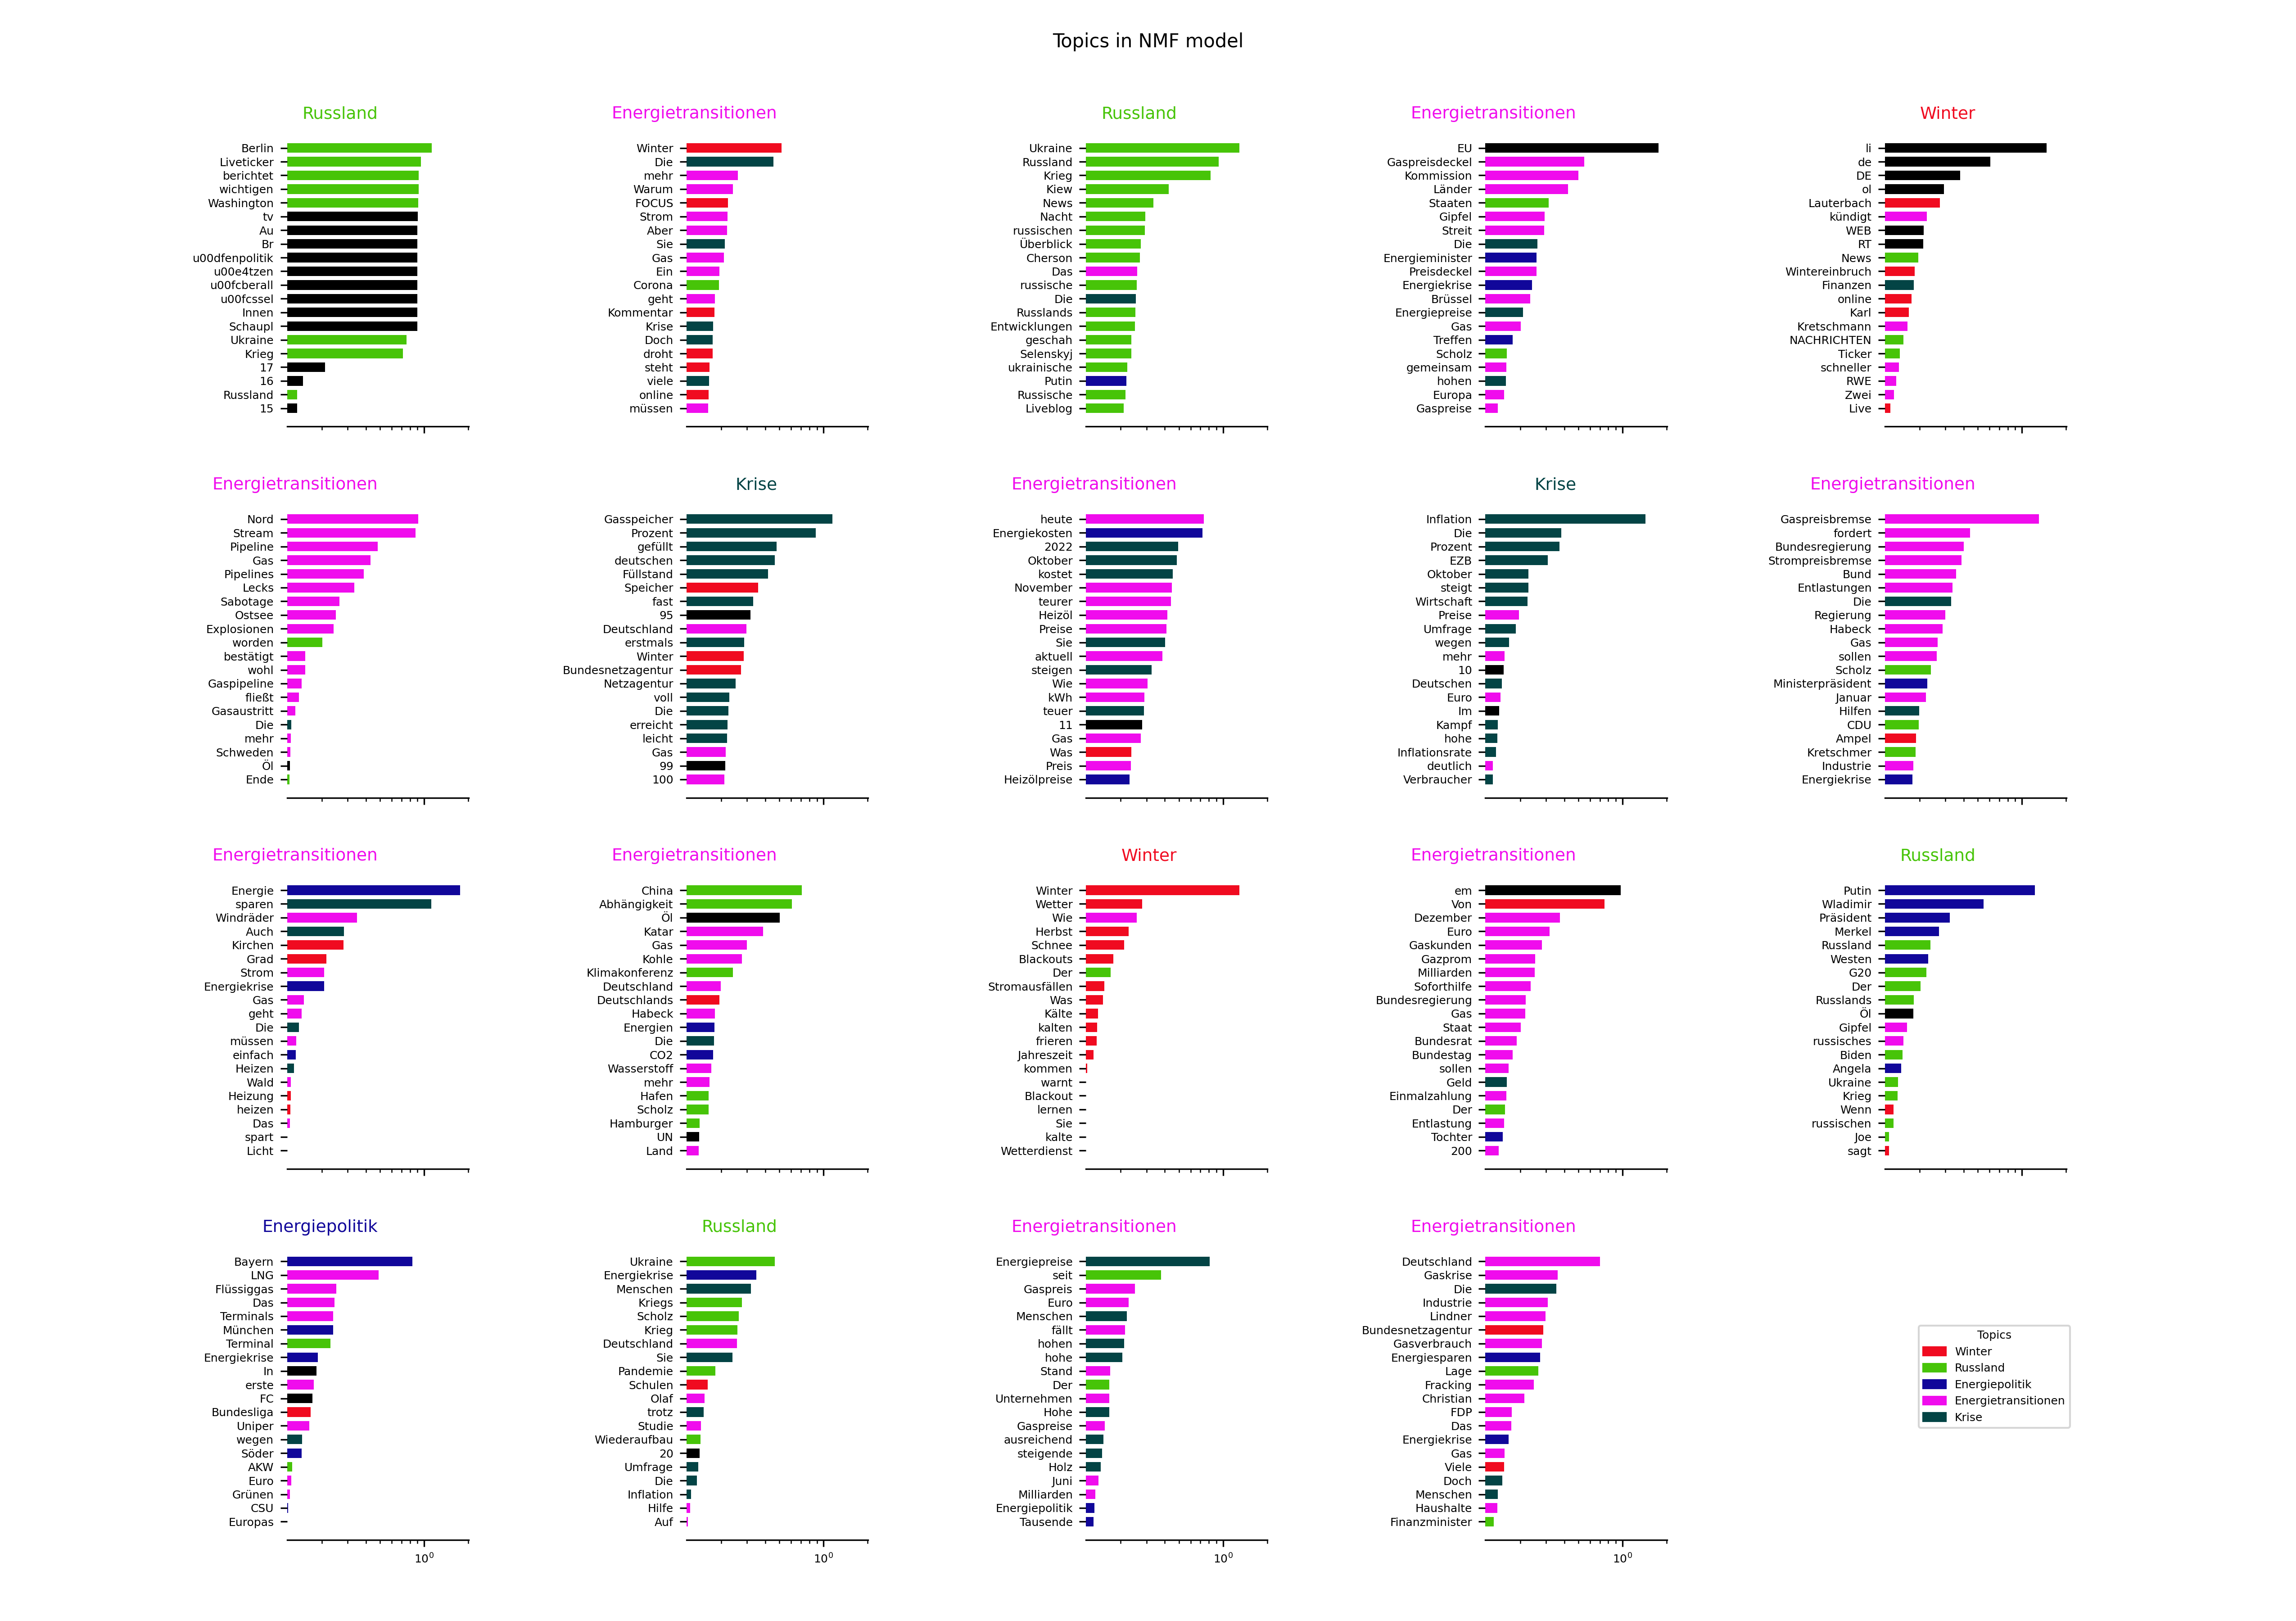 Topics in NMF model
Russland
Berlin
Liveticker
berichtet
wichtigen
Washington
tv
Au
Br
u00dfenpolitik
u00e4tzen
u00fcberall
u00fcssel
Innen
Schaupl
Ukraine
Krieg
17
16
Russland
15
Energietransitionen
Winter
Die
mehr
Warum
FOCUS
Strom
Aber
Sie
Gas
Ein
Corona
geht
Kommentar
Krise
Doch
droht
steht
viele
online
müssen
Russland
Ukraine
Russland
Krieg
Kiew
News
Nacht
russischen
Überblick
Cherson
Das
russische
Die
Russlands
Entwicklungen
geschah
Selenskyj
ukrainische
Putin
Russische
Liveblog
Energietransitionen
EU
Gaspreisdeckel
Kommission
Länder
Staaten
Gipfel
Streit
Die
Energieminister
Preisdeckel
Energiekrise
Brüssel
Energiepreise
Gas
Treffen
Scholz
gemeinsam
hohen
Europa
Gaspreise
Winter
li
de
DE
ol
Lauterbach
kündigt
WEB
RT
News
Wintereinbruch
Finanzen
online
Karl
Kretschmann
NACHRICHTEN
Ticker
schneller
RWE
Zwei
Live
Energietransitionen
Nord
Stream
Pipeline
Gas
Pipelines
Lecks
Sabotage
Ostsee
Explosionen
worden
bestätigt
wohl
Gaspipeline
fließt
Gasaustritt
Die
mehr
Schweden
Öl
Ende
Krise
Gasspeicher
Prozent
gefüllt
deutschen
Füllstand
Speicher
fast
95
Deutschland
erstmals
Winter
Bundesnetzagentur
Netzagentur
voll
Die
erreicht
leicht
Gas
99
100
Energietransitionen
heute
Energiekosten
2022
Oktober
kostet
November
teurer
Heizöl
Preise
Sie
aktuell
steigen
Wie
kWh
teuer
11
Gas
Was
Preis
Heizölpreise
Krise
Inflation
Die
Prozent
EZB
Oktober
steigt
Wirtschaft
Preise
Umfrage
wegen
mehr
10
Deutschen
Euro
Im
Kampf
hohe
Inflationsrate
deutlich
Verbraucher
Energietransitionen
Gaspreisbremse
fordert
Bundesregierung
Strompreisbremse
Bund
Entlastungen
Die
Regierung
Habeck
Gas
sollen
Scholz
Ministerpräsident
Januar
Hilfen
CDU
Ampel
Kretschmer
Industrie
Energiekrise
Energietransitionen
Energie
sparen
Windräder
Auch
Kirchen
Grad
Strom
Energiekrise
Gas
geht
Die
müssen
einfach
Heizen
Wald
Heizung
heizen
Das
spart
Licht
Energietransitionen
China
Abhängigkeit
Öl
Katar
Gas
Kohle
Klimakonferenz
Deutschland
Deutschlands
Habeck
Energien
Die
CO2
Wasserstoff
mehr
Hafen
Scholz
Hamburger
UN
Land
Winter
Winter
Wetter
Wie
Herbst
Schnee
Blackouts
Der
Stromausfällen
Was
Kälte
kalten
frieren
Jahreszeit
kommen
warnt
Blackout
lernen
Sie
kalte
Wetterdienst
Energietransitionen
em
Von
Dezember
Euro
Gaskunden
Gazprom
Milliarden
Soforthilfe
Bundesregierung
Gas
Staat
Bundesrat
Bundestag
sollen
Geld
Einmalzahlung
Der
Entlastung
Tochter
200
Russland
Putin
Wladimir
Präsident
Merkel
Russland
Westen
G20
Der
Russlands
Öl
Gipfel
russisches
Biden
Angela
Ukraine
Krieg
Wenn
russischen
Joe
sagt
Energiepolitik
Bayern
LNG
Flüssiggas
Das
Terminals
München
Terminal
Energiekrise
In
erste
FC
Bundesliga
Uniper
wegen
Söder
AKW
Euro
Grünen
CSU
Europas
10⁰
Russland
Ukraine
Energiekrise
Menschen
Kriegs
Scholz
Krieg
Deutschland
Sie
Pandemie
Schulen
Olaf
trotz
Studie
Wiederaufbau
20
Umfrage
Die
Inflation
Hilfe
Auf
10⁰
Energietransitionen
Energiepreise
seit
Gaspreis
Euro
Menschen
fällt
hohen
hohe
Stand
Der
Unternehmen
Hohe
Gaspreise
ausreichend
steigende
Holz
Juni
Milliarden
Energiepolitik
Tausende
10⁰
Energietransitionen
Deutschland
Gaskrise
Die
Industrie
Lindner
Bundesnetzagentur
Gasverbrauch
Energiesparen
Lage
Fracking
Christian
FDP
Das
Energiekrise
Gas
Viele
Doch
Menschen
Haushalte
Finanzminister
10⁰
Topics
Winter
Russland
Energiepolitik
Energietransitionen
Krise